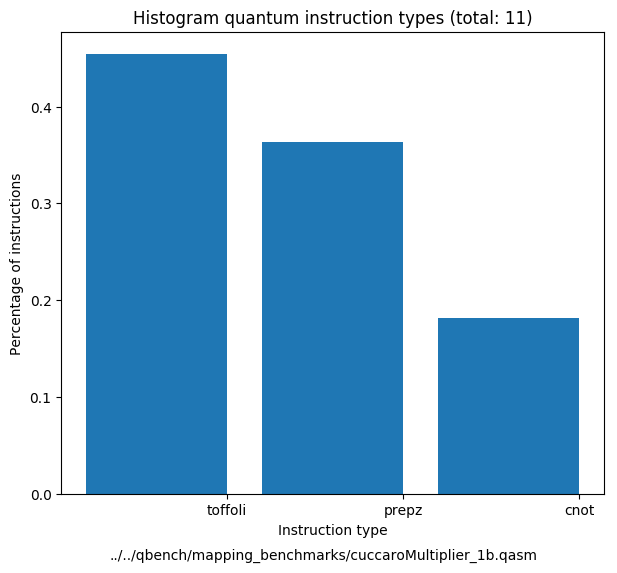 Histogram quantum instruction types (total: 11)
Percentage of instructions
0.4
0.3
0.2
0.1
0.0
toffoli prepz cnot
Instruction type
../../qbench/mapping_benchmarks/cuccaroMultiplier_1b.qasm